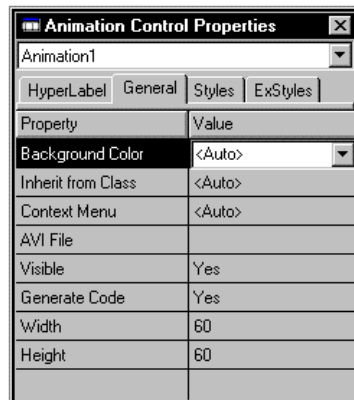 Animation Control Properties
Animation1
HyperLabel General Styles ExStyles
Property Value
Background Color <Auto>
Inherit from Class <Auto>
Context Menu <Auto>
AVI File
Visible Yes
Generate Code Yes
Width 60
Height 60